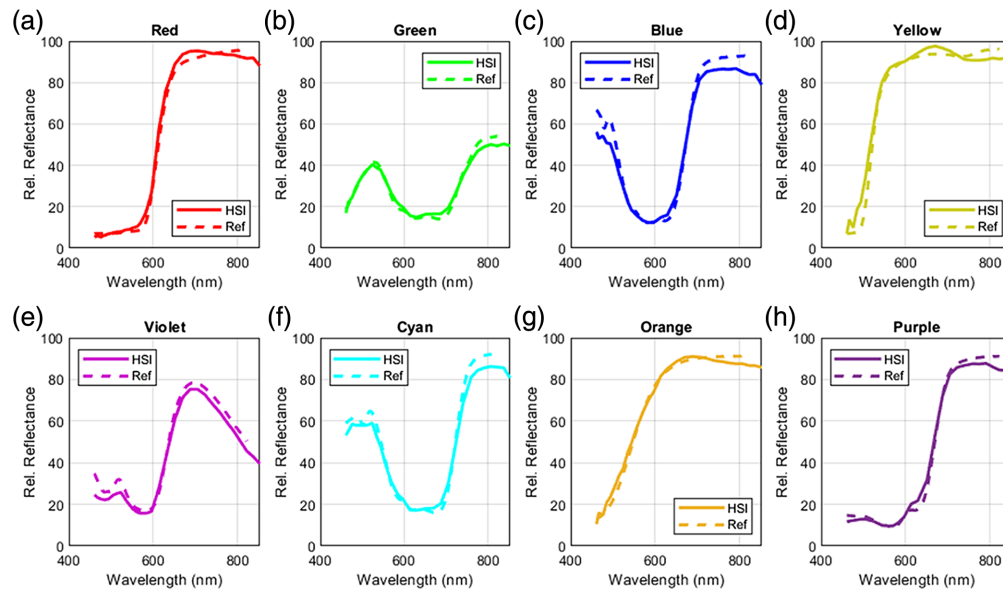 (a) Red
100
80
60
40
20
0
Rel. Reflectance
HSI
Ref
400 600 800
Wavelength (nm)
(b) Green
100
80
60
40
20
0
Rel. Reflectance
HSI
Ref
400 600 800
Wavelength (nm)
(c) Blue
100
80
60
40
20
0
Rel. Reflectance
HSI
Ref
400 600 800
Wavelength (nm)
(d) Yellow
100
80
60
40
20
0
Rel. Reflectance
HSI
Ref
400 600 800
Wavelength (nm)
(e) Violet
100
80
60
40
20
0
Rel. Reflectance
HSI
Ref
400 600 800
Wavelength (nm)
(f) Cyan
100
80
60
40
20
0
Rel. Reflectance
HSI
Ref
400 600 800
Wavelength (nm)
(g) Orange
100
80
60
40
20
0
Rel. Reflectance
HSI
Ref
400 600 800
Wavelength (nm)
(h) Purple
100
80
60
40
20
0
Rel. Reflectance
HSI
Ref
400 600 800
Wavelength (nm)